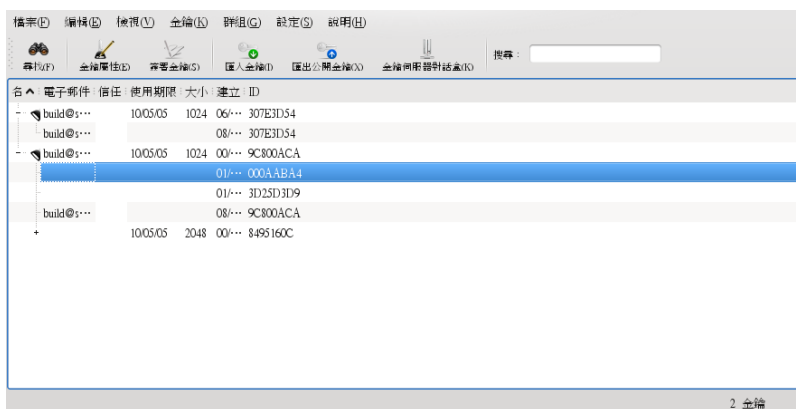 檔案(F) 編輯(E) 檢視(V) 金鑰(K) 群組(G) 設定(S) 說明(H)
尋找(F) 金鑰屬性(E) 簽署金鑰(S) 匯入金鑰(I) 匯出公開金鑰(X) 金鑰伺服器對話盒(K) 搜尋:
名 電子郵件 信任 使用期限 大小 建立 ID
build@s··· 10/05/05 1024 06/··· 307E3D54
build@s··· 08/··· 307E3D54
build@s··· 10/05/05 1024 00/··· 9C800ACA
01/··· 000AABA4
01/··· 3D25D3D9
build@s··· 08/··· 9C800ACA
10/05/05 2048 00/··· 8495160C
2 金鑰